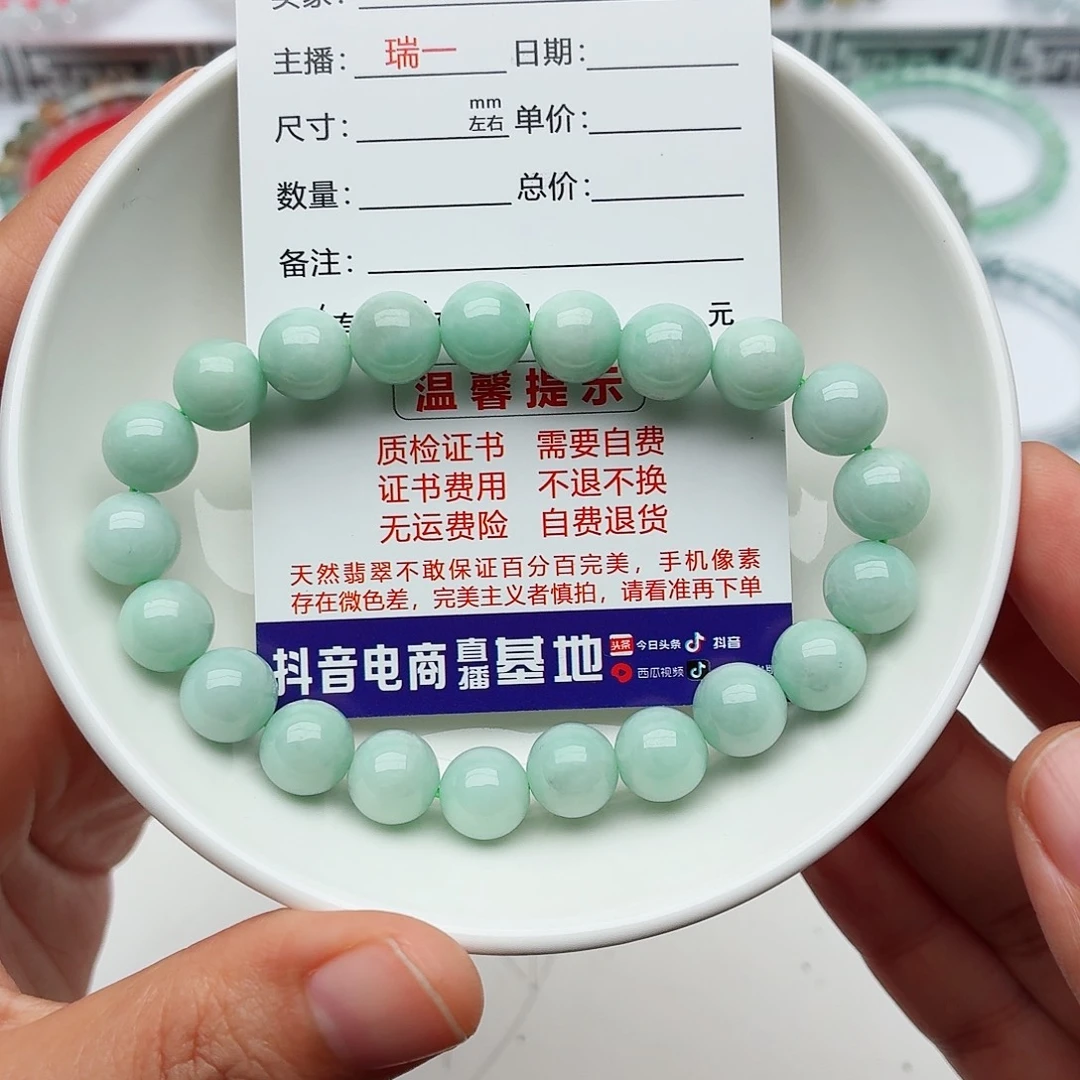 主播：瑞一 日期：
尺寸：mm左右 单价：
数量： 总价：
备注：
元
温馨提示
质检证书 需要自费
证书费用 不退不换
无运费险 自费退货
天然翡翠不敢保证百分百完美，手机像素
存在微色差，完美主义者慎拍，请看准再下单
抖音电商直播基地 头条 今日头条 抖音
西瓜视频